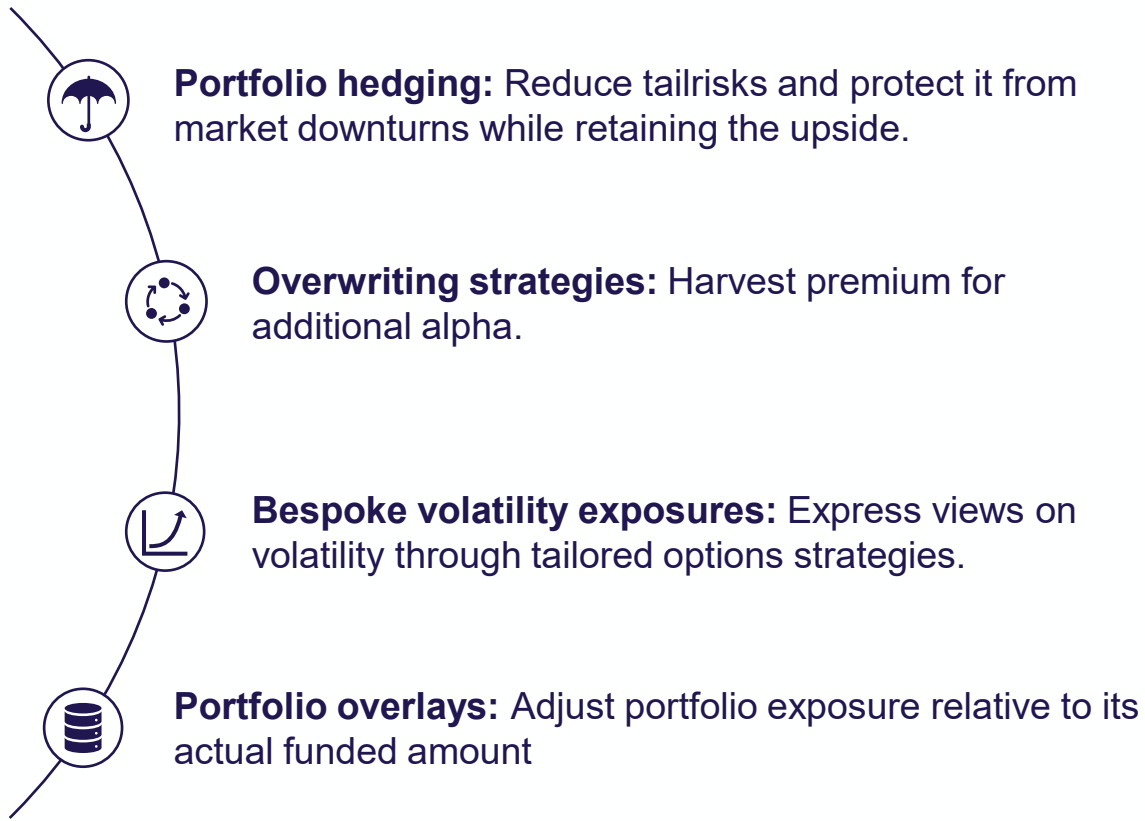 Portfolio hedging: Reduce tailrisks and protect it from
market downturns while retaining the upside.
Overwriting strategies: Harvest premium for
additional alpha.
Bespoke volatility exposures: Express views on
volatility through tailored options strategies.
Portfolio overlays: Adjust portfolio exposure relative to its
actual funded amount